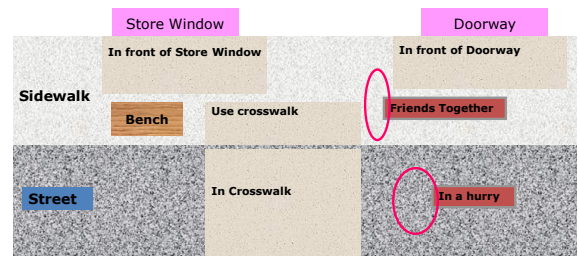 Store Window
Doorway
In front of Store Window
In front of Doorway
Sidewalk
Friends Together
Use crosswalk
Bench
In Crosswalk
In a hurry
Street